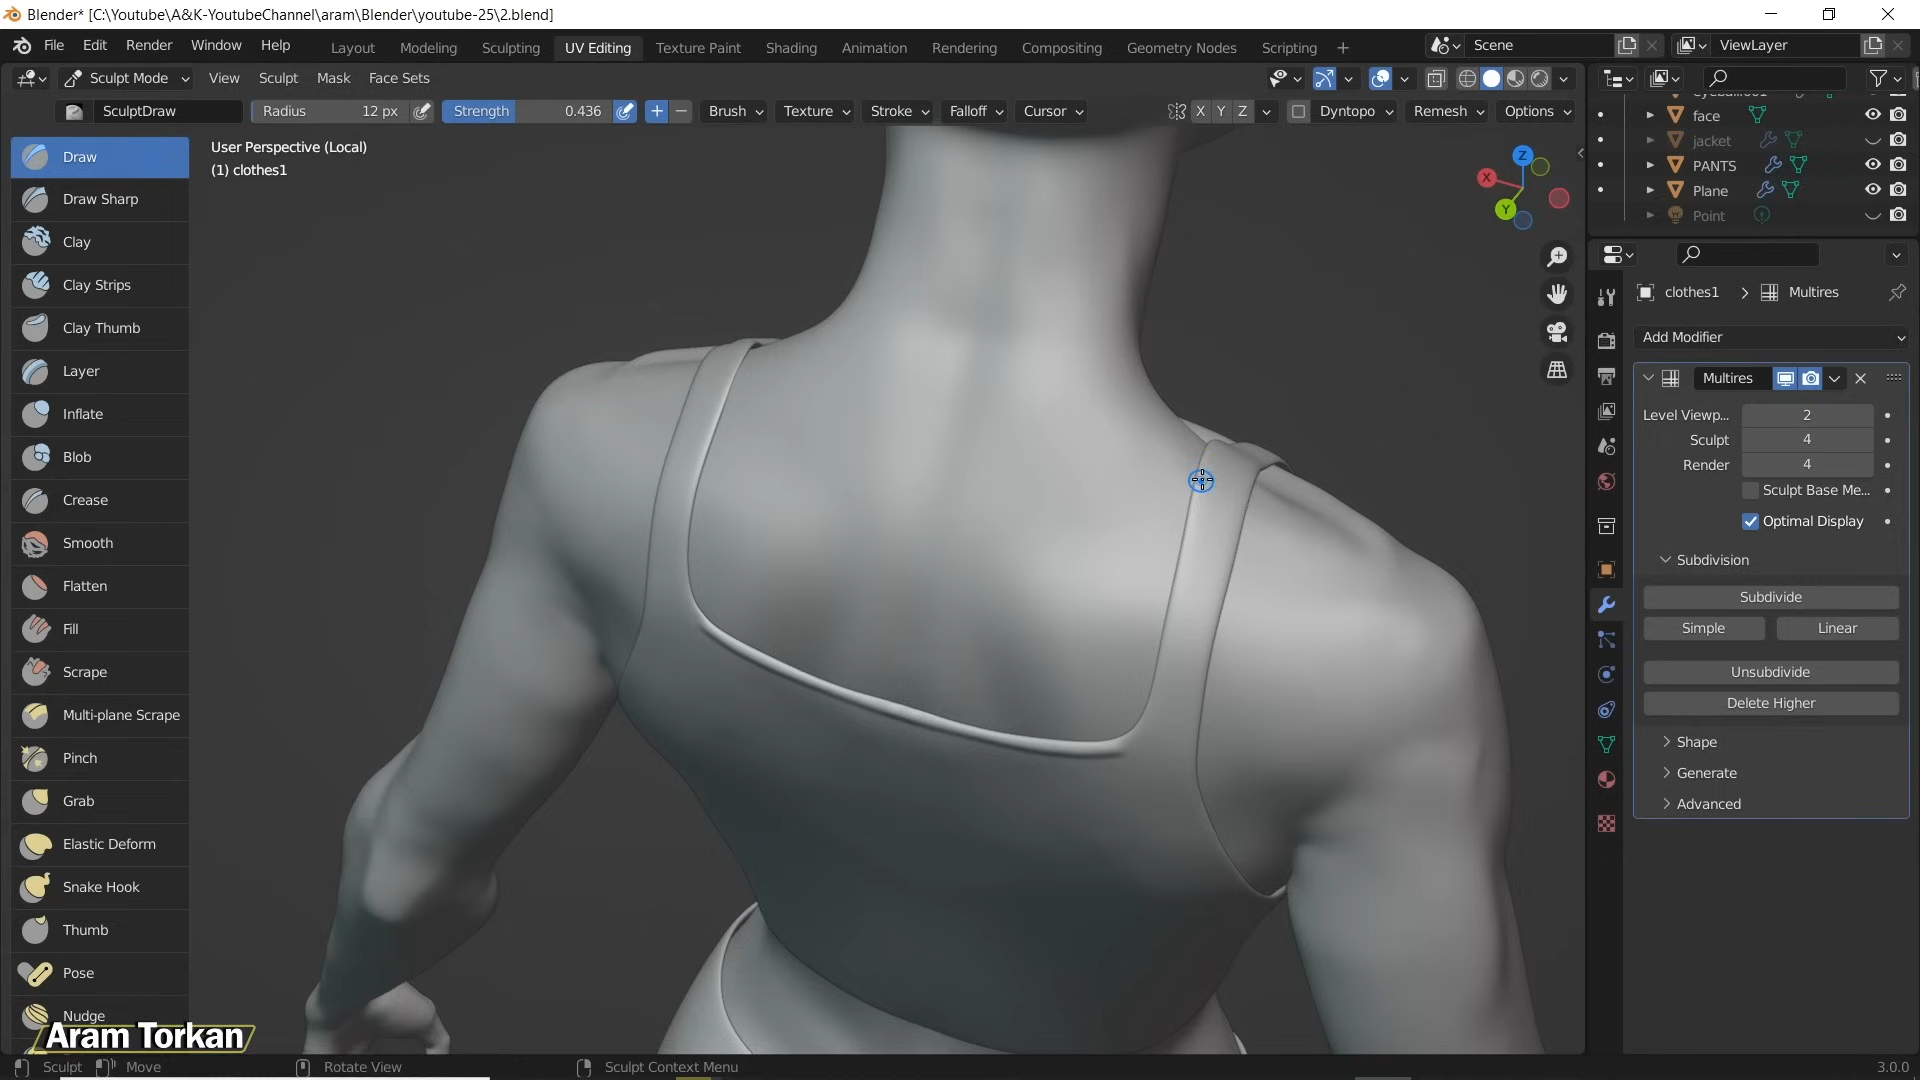 Blender* [C:\Youtube\A&K-YoutubeChannel\aram\Blender\youtube-25\2.blend]
File Edit Render Window Help Layout Modeling Sculpting UV Editing Texture Paint Shading Animation Rendering Compositing Geometry Nodes Scripting + Scene ViewLayer
Sculpt Mode View Sculpt Mask Face Sets
SculptDraw Radius 12 px Strength 0.436 Brush Texture Stroke Falloff Cursor X Y Z Dyntopo Remesh Options
User Perspective (Local)
(1) clothes1
Z
X
Y
Draw
Draw Sharp
Clay
Clay Strips
Clay Thumb
Layer
Inflate
Blob
Crease
Smooth
Flatten
Fill
Scrape
Multi-plane Scrape
Pinch
Grab
Elastic Deform
Snake Hook
Thumb
Pose
Nudge
face
jacket
PANTS
Plane
Point
clothes1 > Multires
Add Modifier
Multires
Level Viewp... 2
Sculpt 4
Render 4
Sculpt Base Me...
Optimal Display
Subdivision
Subdivide
Simple Linear
Unsubdivide
Delete Higher
Shape
Generate
Advanced
Aram Torkan
Sculpt Move Rotate View Sculpt Context Menu 3.0.0